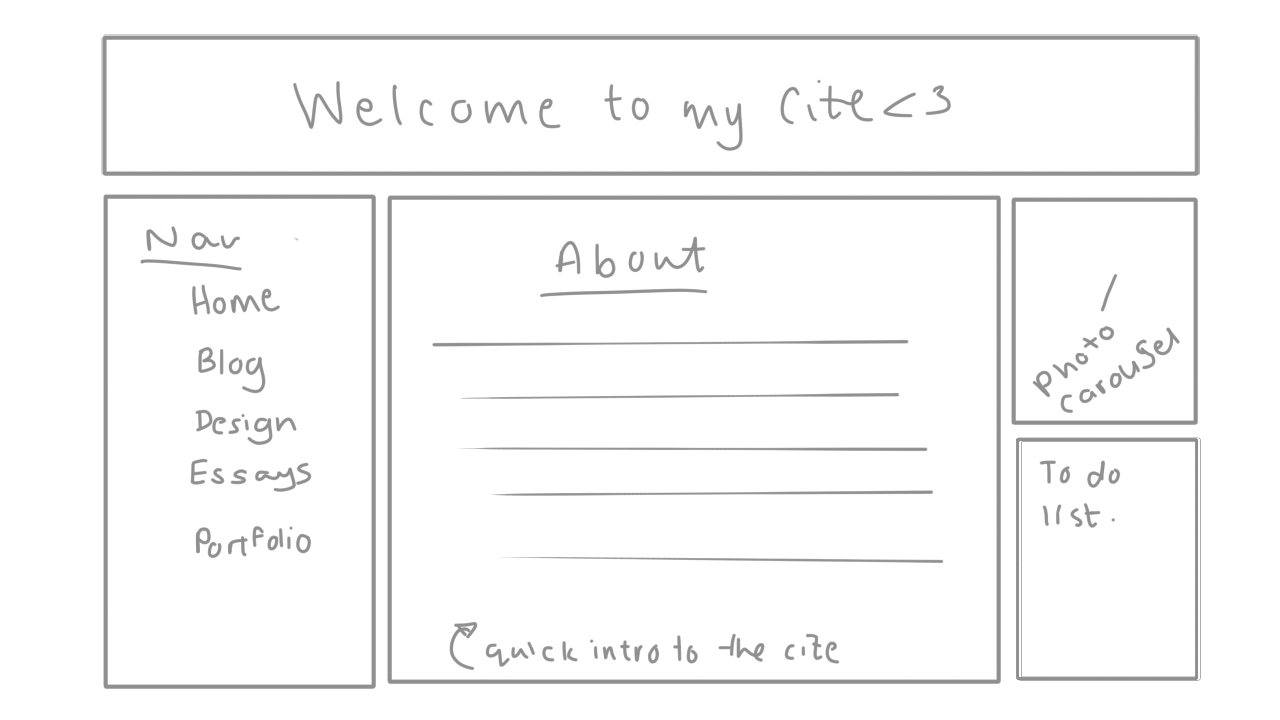 Welcome to my cite<3
Nav
Home
Blog
Design
Essays
Portfolio
About
quick intro to the cite
photo
carousel
To do
list.